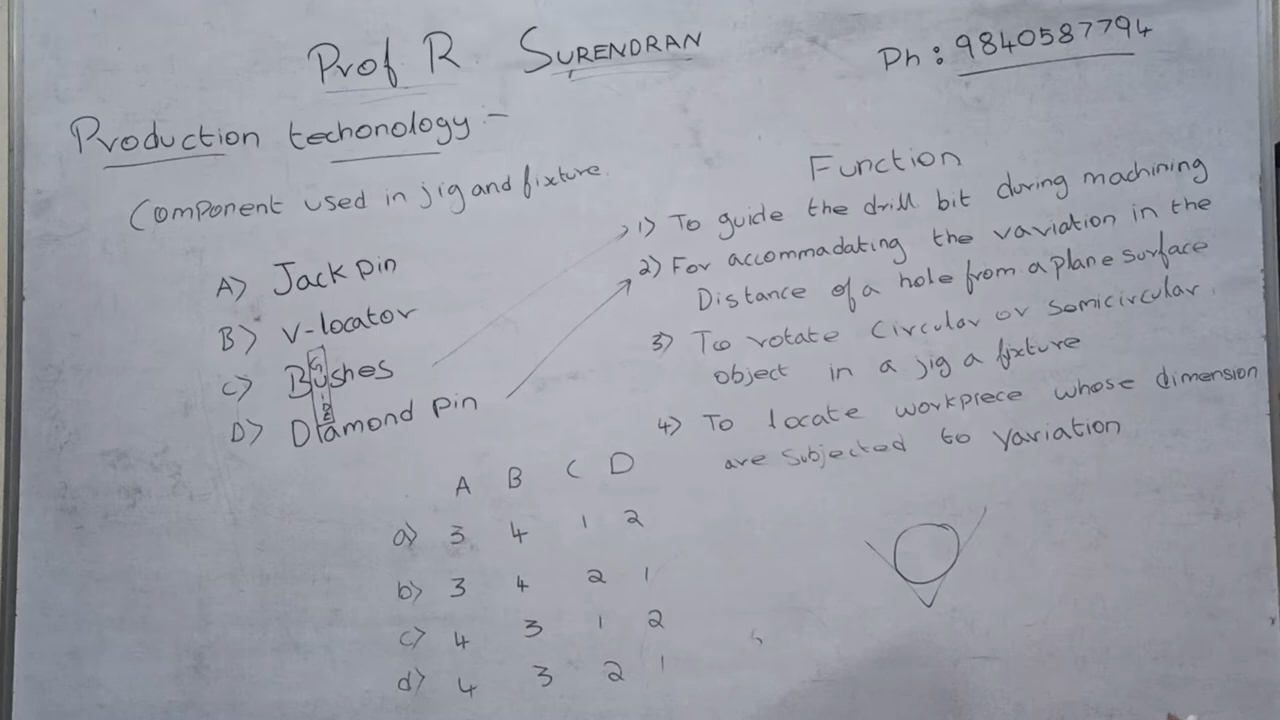 Prof R SURENDRAN
Ph : 9840587794
Production techonology :-
Component used in jig and fixture.
A) Jack pin
B) V-locator
C) Bushes
D) Diamond pin
Function
1) To guide the drill bit during machining
2) For accommadating the variation in the
Distance of a hole from a plane surface
3) To rotate Circular or Semicircular.
object in a jig a fixture
4) To locate workpiece whose dimension
are subjected to variation
A B C D
a) 3 4 1 2
b) 3 4 2 1
c) 4 3 1 2
d) 4 3 2 1